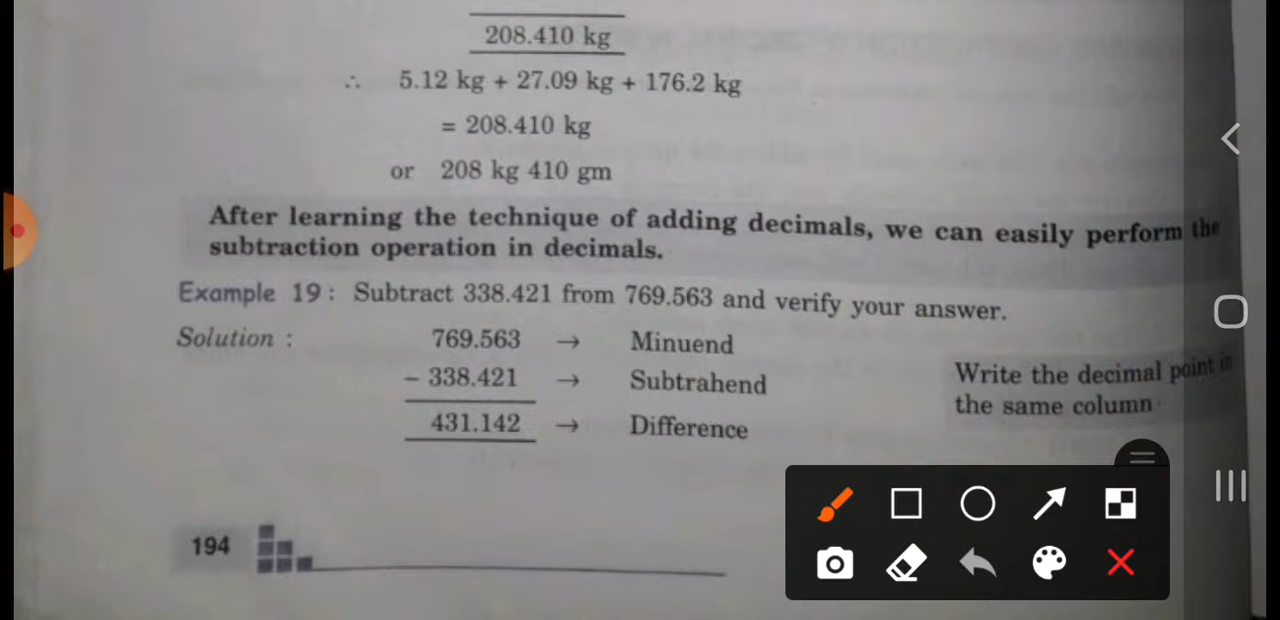 208.410 kg
∴ 5.12 kg + 27.09 kg + 176.2 kg
= 208.410 kg
or 208 kg 410 gm
After learning the technique of adding decimals, we can easily perform the
subtraction operation in decimals.
Example 19 : Subtract 338.421 from 769.563 and verify your answer.
Solution : 769.563 → Minuend
− 338.421 → Subtrahend
431.142 → Difference
Write the decimal point in
the same column
194